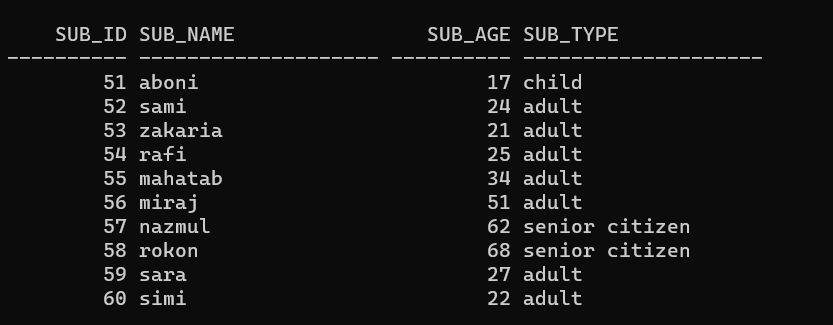 SUB_ID SUB_NAME SUB_AGE SUB_TYPE
---------- -------------------- ---------- --------------------
51 aboni 17 child
52 sami 24 adult
53 zakaria 21 adult
54 rafi 25 adult
55 mahatab 34 adult
56 miraj 51 adult
57 nazmul 62 senior citizen
58 rokon 68 senior citizen
59 sara 27 adult
60 simi 22 adult